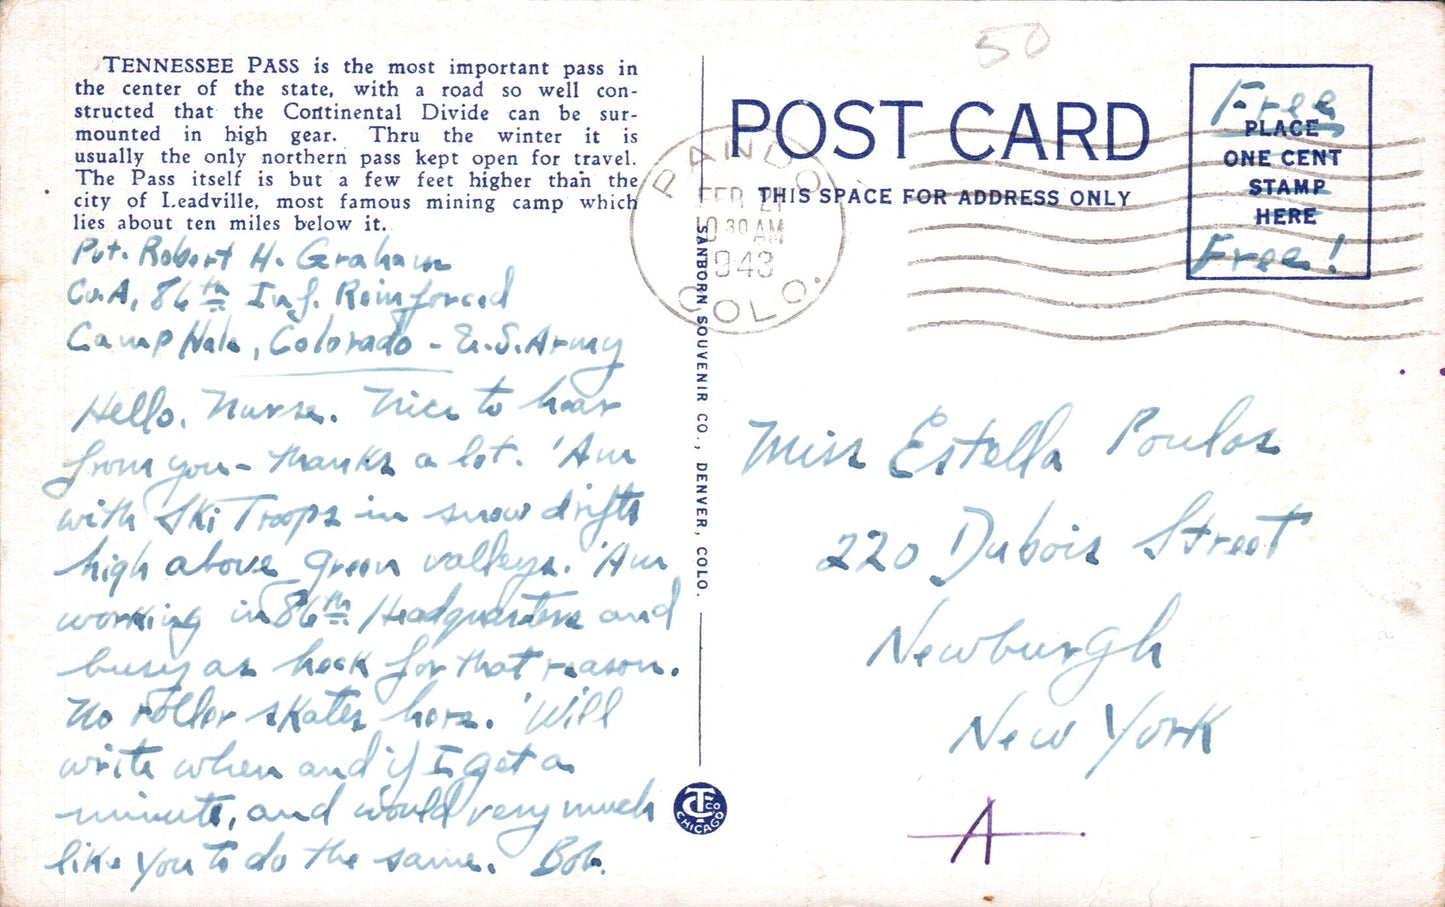 TENNESSEE PASS is the most important pass in
the center of the state, with a road so well con-
structed that the Continental Divide can be sur-
mounted in high gear. Thru the winter it is
usually the only northern pass kept open for travel.
The Pass itself is but a few feet higher than the
city of Leadville, most famous mining camp which
lies about ten miles below it.
Pvt. Robert H. Graham
Co. A, 86th Inf. Reinforced
Camp Hale, Colorado - U.S. Army
Hello, Nurse. Nice to hear
from you - thanks a lot. 'Am
with Ski Troops in snow drifts
high above green valleys. 'Am
working in 86th Headquarters and
busy as heck for that reason.
No roller skates here. 'Will
write when and if I get a
minute, and would very much
like you to do the same. Bob.
SANBORN SOUVENIR CO., DENVER, COLO.
CT CO
CHICAGO
50
POST CARD
THIS SPACE FOR ADDRESS ONLY
PANDO
FEB 21
10 30 AM
1943
COLO.
Free
PLACE
ONE CENT
STAMP
HERE
Free!
Miss Estella Poulos
220 Dubois Street
Newburgh
New York
A